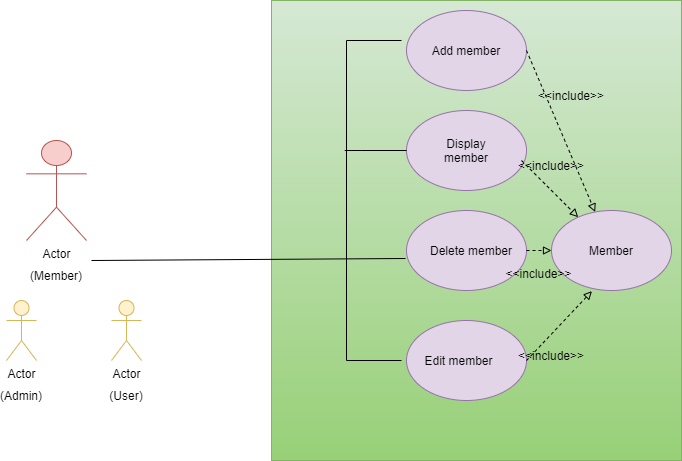 Add member
<<include>>
Display
member
<<include>>
Actor
(Member)
Delete member
Member
<<include>>
Edit member
<<include>>
Actor
(Admin)
Actor
(User)